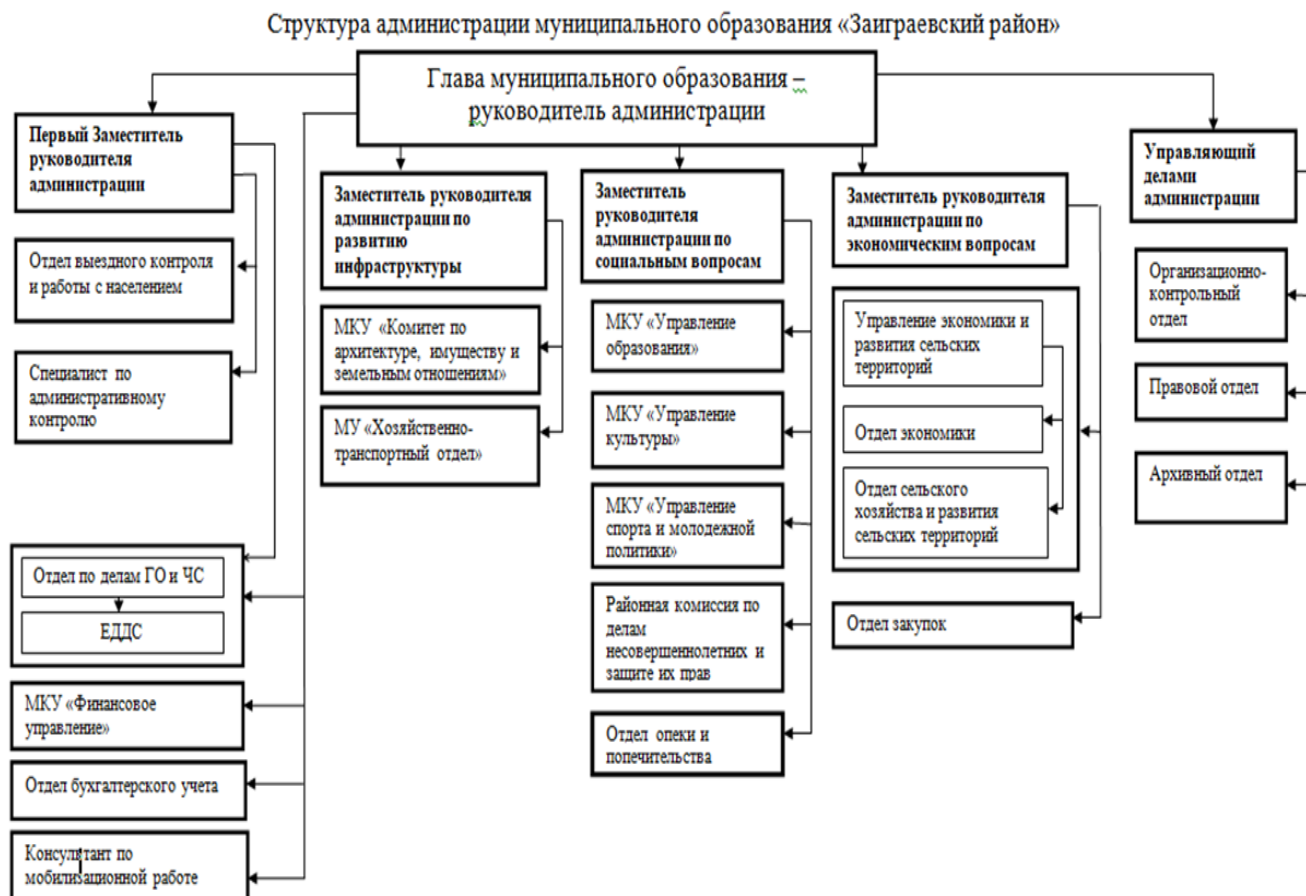 Структура администрации муниципального образования «Заиграевский район»
Глава муниципального образования –
руководитель администрации
Первый Заместитель
руководителя
администрации
Отдел выездного контроля
и работы с населением
Специалист по
административному
контролю
Отдел по делам ГО и ЧС
ЕДДС
МКУ «Финансовое
управление»
Отдел бухгалтерского учета
Консультант по
мобилизационной работе
Заместитель руководителя
администрации по
развитию
инфраструктуры
МКУ «Комитет по
архитектуре, имуществу и
земельным отношениям»
МУ «Хозяйственно-
транспортный отдел»
Заместитель
руководителя
администрации по
социальным вопросам
МКУ «Управление
образования»
МКУ «Управление
культуры»
МКУ «Управление
спорта и молодежной
политики»
Районная комиссия по
делам
несовершеннолетних и
защите их прав
Отдел опеки и
попечительства
Заместитель руководителя
администрации по
экономическим вопросам
Управление экономики и
развития сельских
территорий
Отдел экономики
Отдел сельского
хозяйства и развития
сельских территорий
Отдел закупок
Управляющий
делами
администрации
Организационно-
контрольный
отдел
Правовой отдел
Архивный отдел